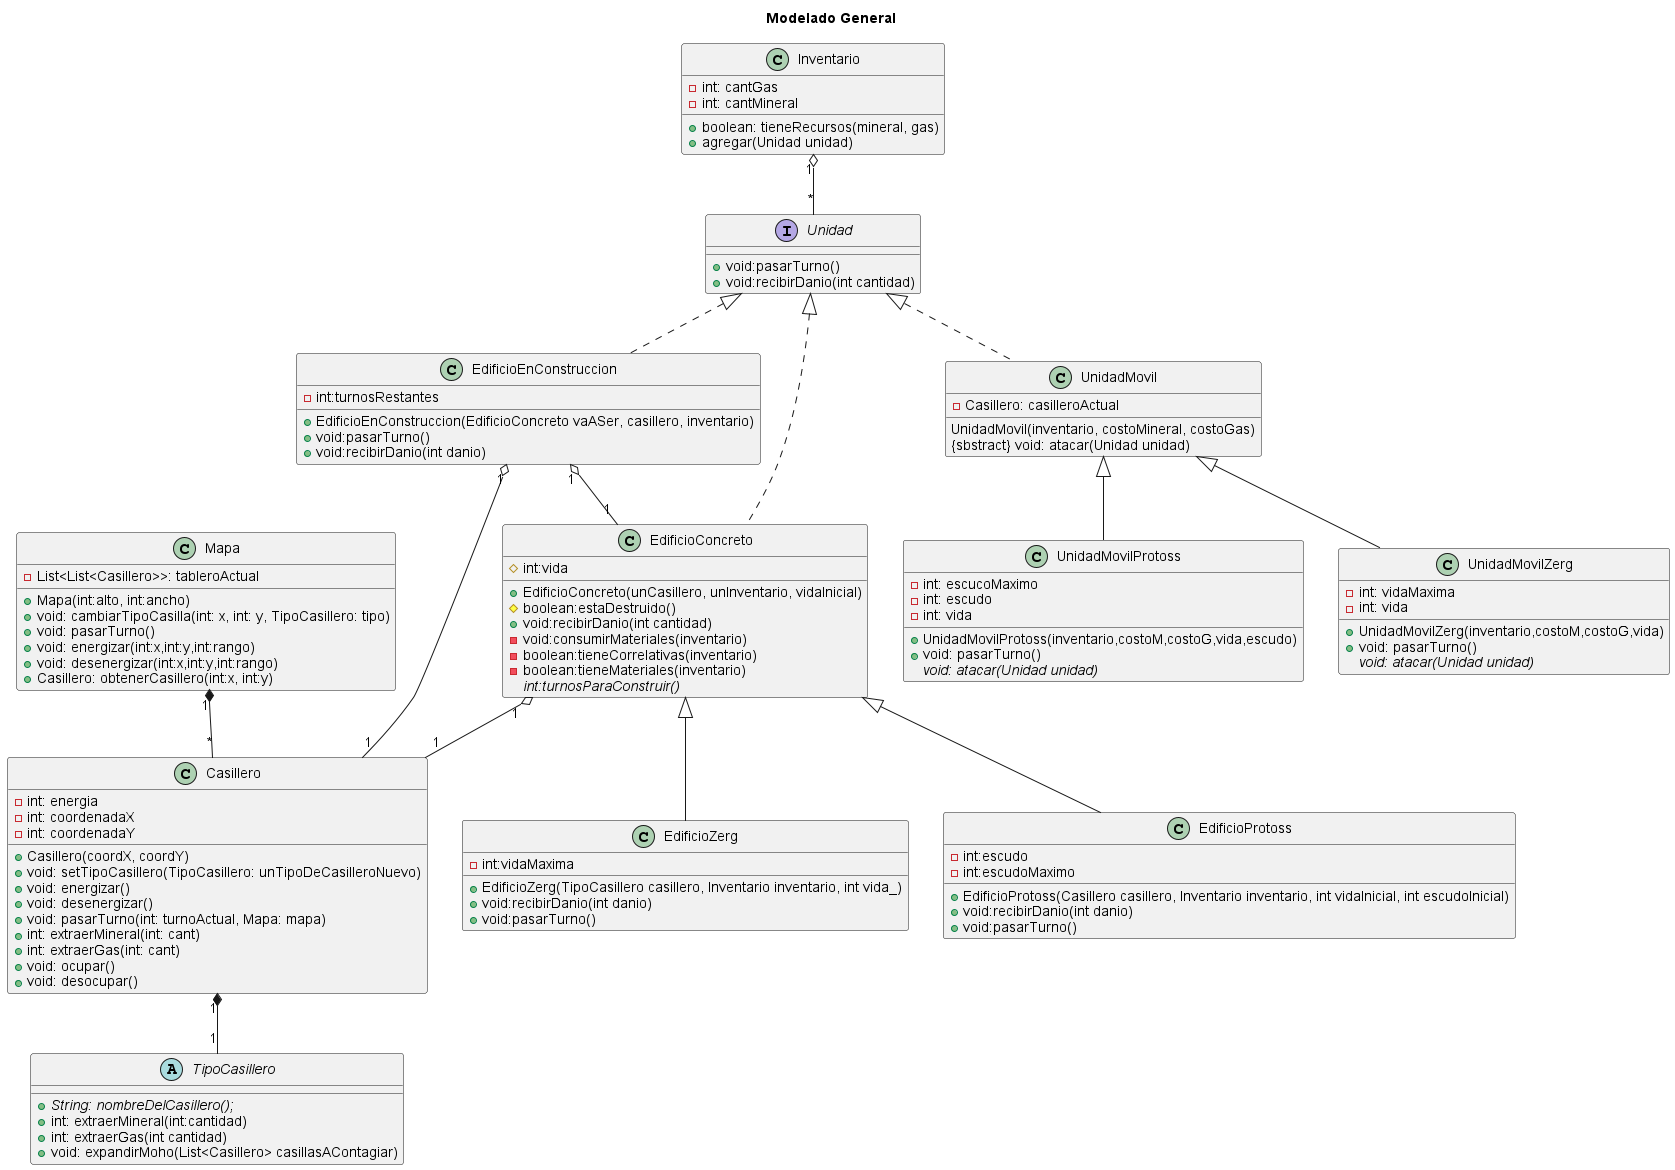 Modelado General
C Inventario
int: cantGas
int: cantMineral
boolean: tieneRecursos(mineral, gas)
agregar(Unidad unidad)
1
*
I Unidad
void:pasarTurno()
void:recibirDanio(int cantidad)
C EdificioEnConstruccion
int:turnosRestantes
EdificioEnConstruccion(EdificioConcreto vaASer, casillero, inventario)
void:pasarTurno()
void:recibirDanio(int danio)
C UnidadMovil
Casillero: casilleroActual
UnidadMovil(inventario, costoMineral, costoGas)
{sbstract} void: atacar(Unidad unidad)
1
1
1
C Mapa
List<List<Casillero>>: tableroActual
Mapa(int:alto, int:ancho)
void: cambiarTipoCasilla(int: x, int: y, TipoCasillero: tipo)
void: pasarTurno()
void: energizar(int:x,int:y,int:rango)
void: desenergizar(int:x,int:y,int:rango)
Casillero: obtenerCasillero(int:x, int:y)
C EdificioConcreto
int:vida
EdificioConcreto(unCasillero, unInventario, vidaInicial)
boolean:estaDestruido()
void:recibirDanio(int cantidad)
void:consumirMateriales(inventario)
boolean:tieneCorrelativas(inventario)
boolean:tieneMateriales(inventario)
int:turnosParaConstruir()
C UnidadMovilProtoss
int: escucoMaximo
int: escudo
int: vida
UnidadMovilProtoss(inventario,costoM,costoG,vida,escudo)
void: pasarTurno()
void: atacar(Unidad unidad)
C UnidadMovilZerg
int: vidaMaxima
int: vida
UnidadMovilZerg(inventario,costoM,costoG,vida)
void: pasarTurno()
void: atacar(Unidad unidad)
1
*
1
1
1
C Casillero
int: energia
int: coordenadaX
int: coordenadaY
Casillero(coordX, coordY)
void: setTipoCasillero(TipoCasillero: unTipoDeCasilleroNuevo)
void: energizar()
void: desenergizar()
void: pasarTurno(int: turnoActual, Mapa: mapa)
int: extraerMineral(int: cant)
int: extraerGas(int: cant)
void: ocupar()
void: desocupar()
C EdificioZerg
int:vidaMaxima
EdificioZerg(TipoCasillero casillero, Inventario inventario, int vida_)
void:recibirDanio(int danio)
void:pasarTurno()
C EdificioProtoss
int:escudo
int:escudoMaximo
EdificioProtoss(Casillero casillero, Inventario inventario, int vidaInicial, int escudoInicial)
void:recibirDanio(int danio)
void:pasarTurno()
1
1
A TipoCasillero
String: nombreDelCasillero();
int: extraerMineral(int:cantidad)
int: extraerGas(int cantidad)
void: expandirMoho(List<Casillero> casillasAContagiar)